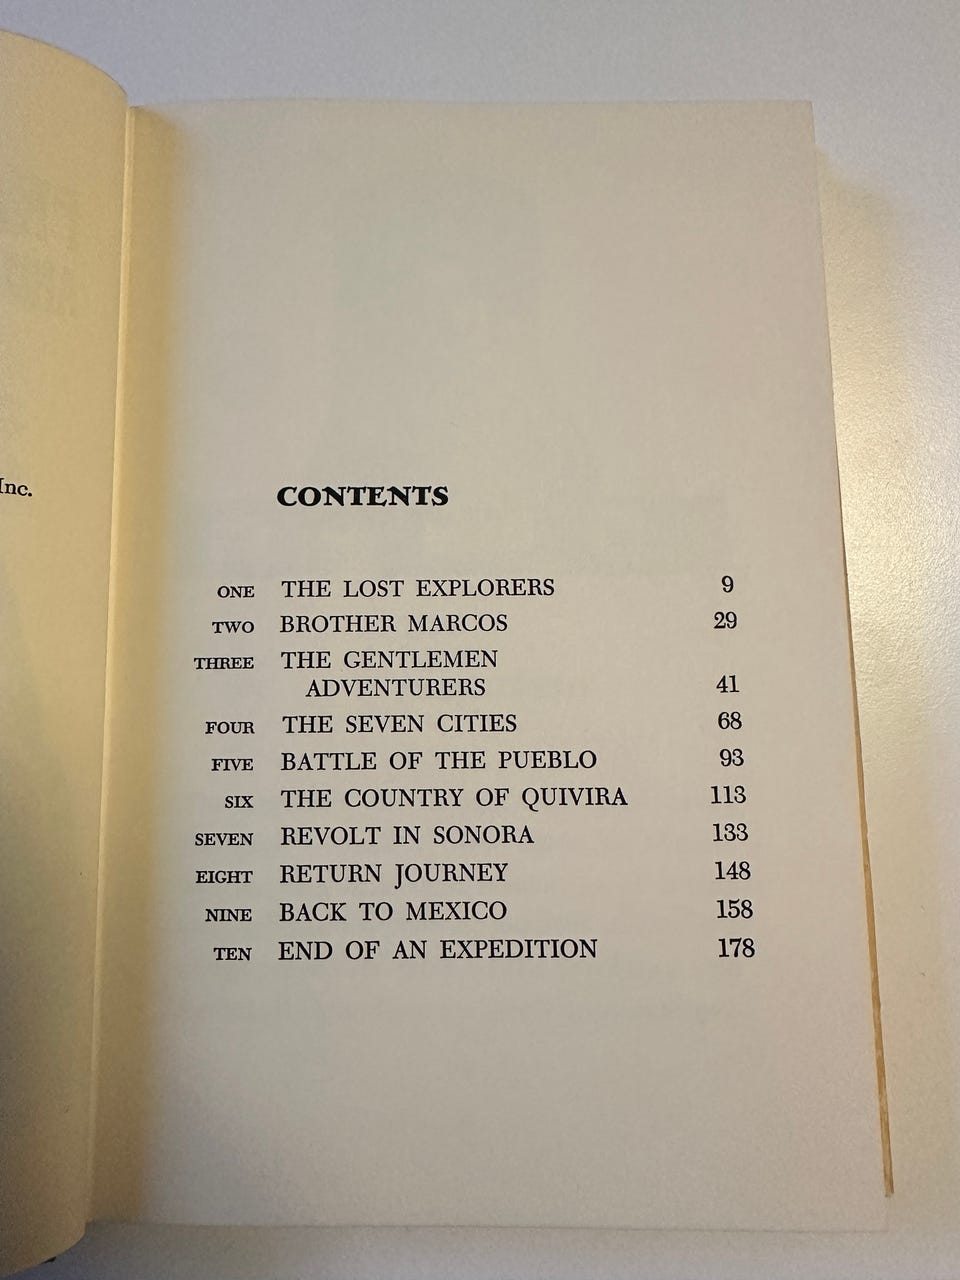 Inc.
CONTENTS
ONE THE LOST EXPLORERS 9
TWO BROTHER MARCOS 29
THREE THE GENTLEMEN
ADVENTURERS 41
FOUR THE SEVEN CITIES 68
FIVE BATTLE OF THE PUEBLO 93
SIX THE COUNTRY OF QUIVIRA 113
SEVEN REVOLT IN SONORA 133
EIGHT RETURN JOURNEY 148
NINE BACK TO MEXICO 158
TEN END OF AN EXPEDITION 178